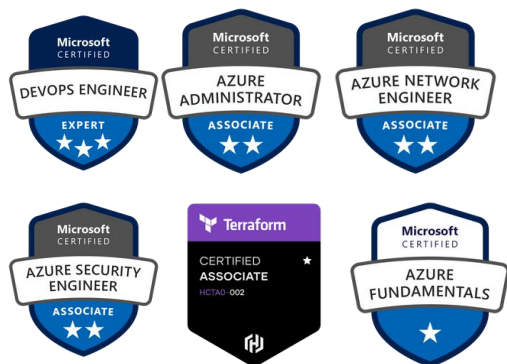 Microsoft
CERTIFIED
DEVOPS ENGINEER
EXPERT
Microsoft
CERTIFIED
AZURE
ADMINISTRATOR
ASSOCIATE
Microsoft
CERTIFIED
AZURE NETWORK
ENGINEER
ASSOCIATE
Microsoft
CERTIFIED
AZURE SECURITY
ENGINEER
ASSOCIATE
Terraform
CERTIFIED
ASSOCIATE
HCTA0-002
Microsoft
CERTIFIED
AZURE
FUNDAMENTALS